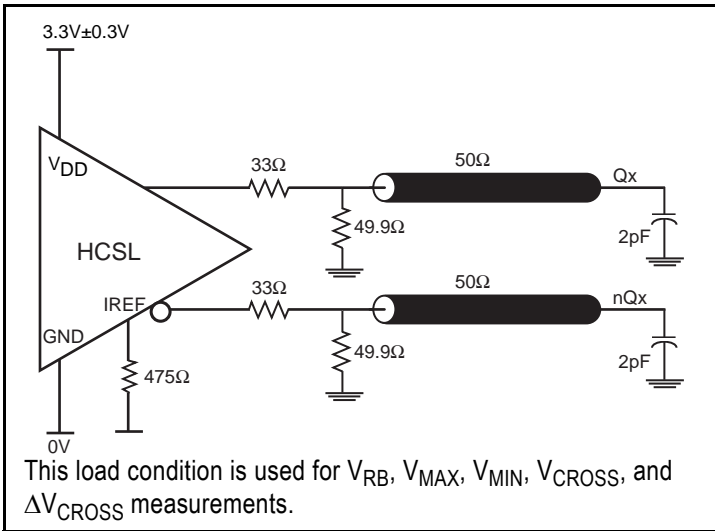 3.3V±0.3V
VDD
33Ω
50Ω
Qx
49.9Ω
2pF
HCSL
IREF
33Ω
50Ω
nQx
GND
49.9Ω
2pF
475Ω
0V
This load condition is used for VRB, VMAX, VMIN, VCROSS, and
ΔVCROSS measurements.